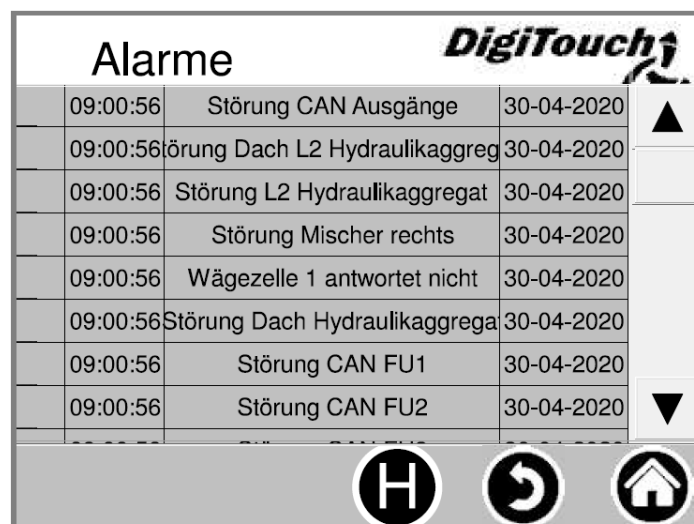 Alarme
DigiTouch
09:00:56 Störung CAN Ausgänge 30-04-2020
09:00:56 törung Dach L2 Hydraulikaggreg 30-04-2020
09:00:56 Störung L2 Hydraulikaggregat 30-04-2020
09:00:56 Störung Mischer rechts 30-04-2020
09:00:56 Wägezelle 1 antwortet nicht 30-04-2020
09:00:56 Störung Dach Hydraulikaggrega 30-04-2020
09:00:56 Störung CAN FU1 30-04-2020
09:00:56 Störung CAN FU2 30-04-2020
H